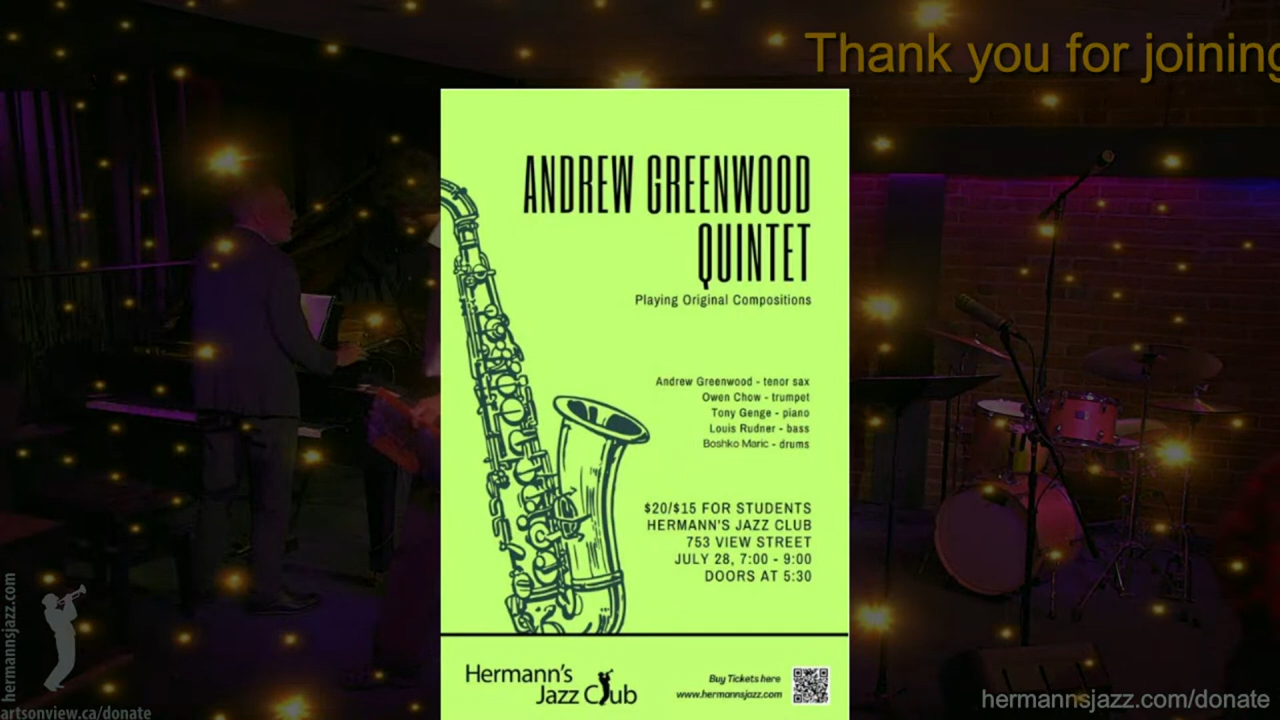 Thank you for joining
ANDREW GREENWOOD
QUINTET
Playing Original Compositions
Andrew Greenwood - tenor sax
Owen Chow - trumpet
Tony Genge - piano
Louis Rudner - bass
Boshko Maric - drums
$20/$15 FOR STUDENTS
HERMANN'S JAZZ CLUB
753 VIEW STREET
JULY 28, 7:00 - 9:00
DOORS AT 5:30
Hermann's
Jazz Club
Buy Tickets here
www.hermannsjazz.com
hermannsjazz.com
artsonview.ca/donate
hermannsjazz.com/donate